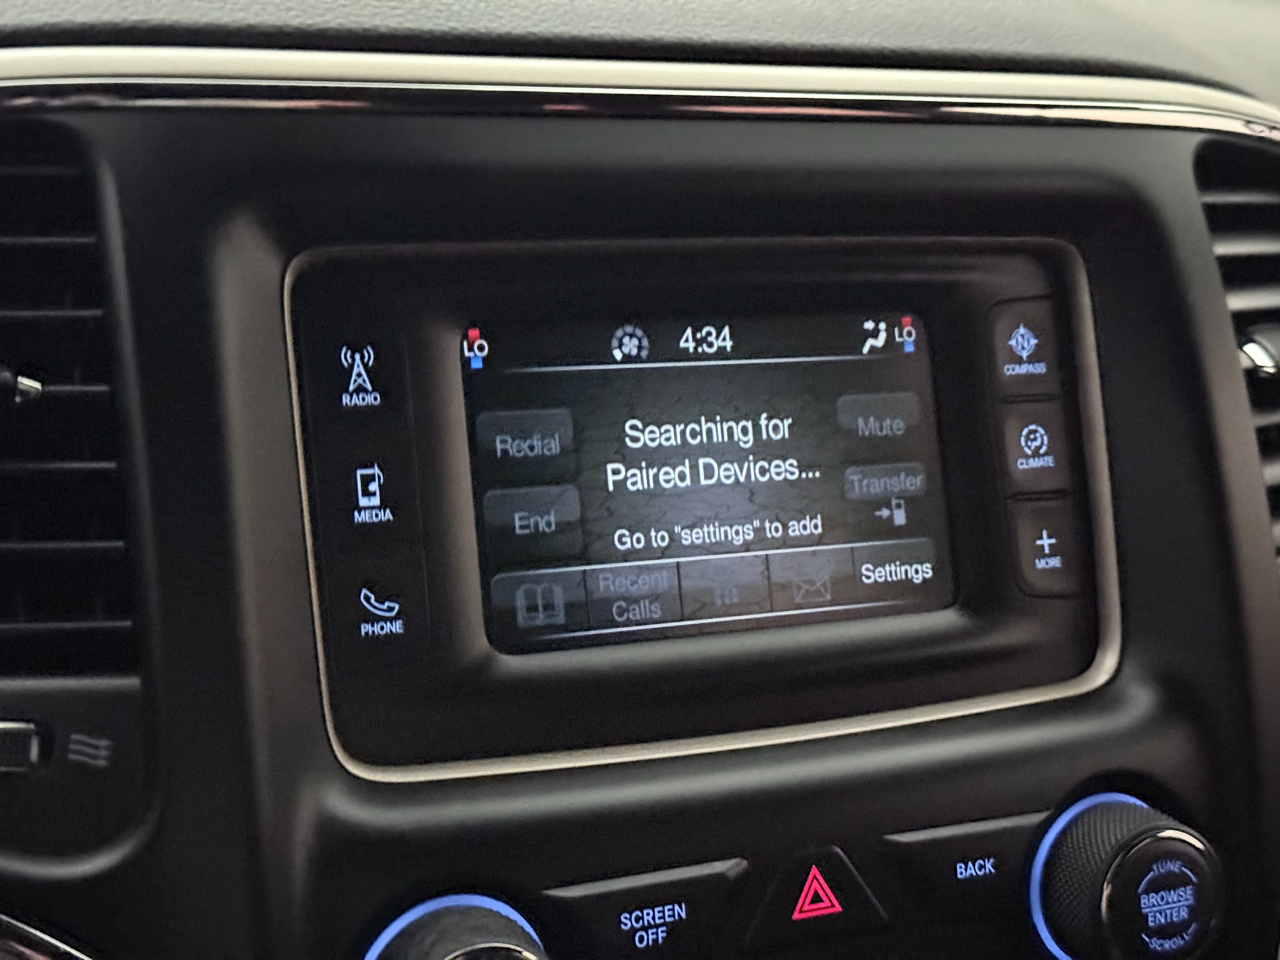 LO
4:34
LO
RADIO
MEDIA
PHONE
Redial
End
Searching for
Paired Devices...
Go to "settings" to add
Mute
Transfer
Recent
Calls
Settings
N
COMPASS
CLIMATE
MORE
SCREEN
OFF
BACK
TUNE
BROWSE
ENTER
SCROLL